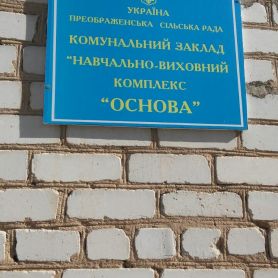 УКРАЇНА
ПРЕОБРАЖЕНСЬКА СІЛЬСЬКА РАДА
КОМУНАЛЬНИЙ ЗАКЛАД
"НАВЧАЛЬНО-ВИХОВНИЙ
КОМПЛЕКС
"ОСНОВА"